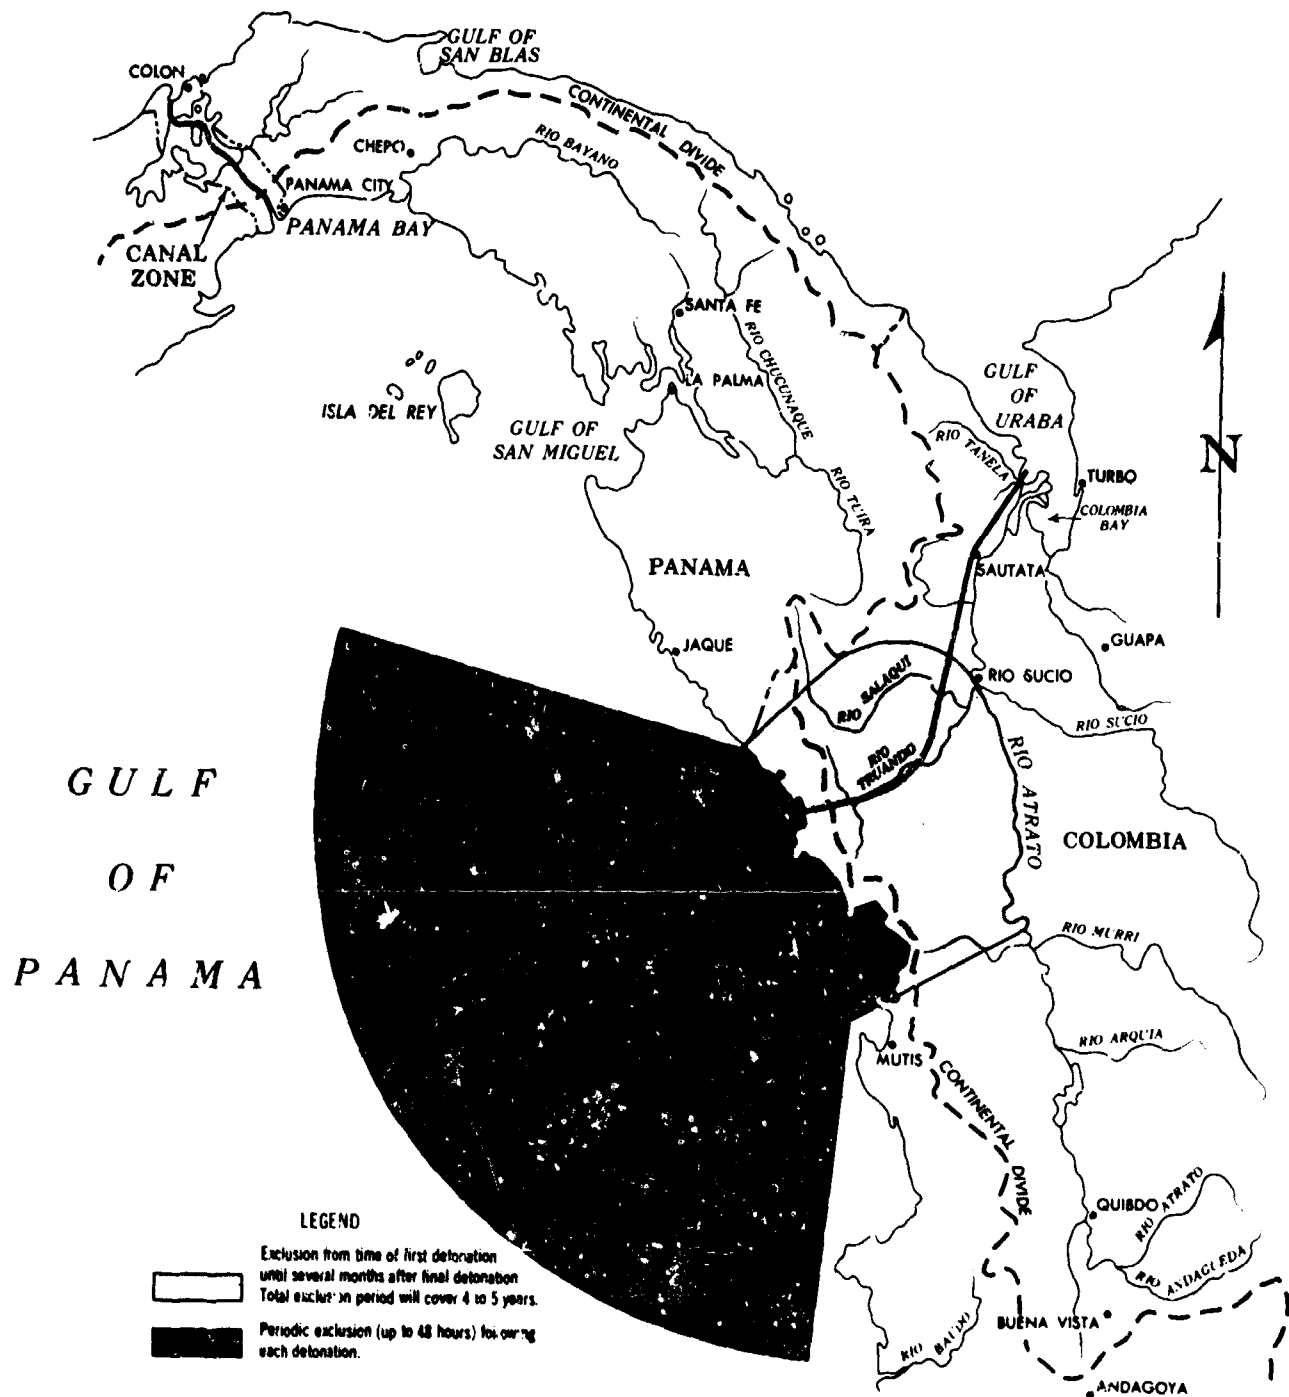 GULF OF
SAN BLAS
COLON
CONTINENTAL
DIVIDE
RIO BAYANO
CHEPO
PANAMA CITY
PANAMA BAY
CANAL
ZONE
SANTA FE
RIO CHUCUNAQUE
LA PALMA
ISLA DEL REY
GULF OF
SAN MIGUEL
GULF
OF
URABA
RIO TANELA
N
TURBO
COLOMBIA
BAY
RIO TUIRA
PANAMA
SAUTATA
JAQUE
GUAPA
RIO SALAQUI
RIO SUCIO
RIO SUCIO
RIO
TRUANDO
RIO ATRATO
GULF
OF
PANAMA
COLOMBIA
RIO MURRI
RIO ARQUIA
MUTIS
CONTINENTAL
DIVIDE
QUIBDO
RIO ATRATO
RIO ANDAGUEDA
BUENA VISTA
RIO BAUDO
ANDAGOYA
LEGEND
Exclusion from time of first detonation
until several months after final detonation
Total exclusion period will cover 4 to 5 years.
Periodic exclusion (up to 48 hours) following
each detonation.